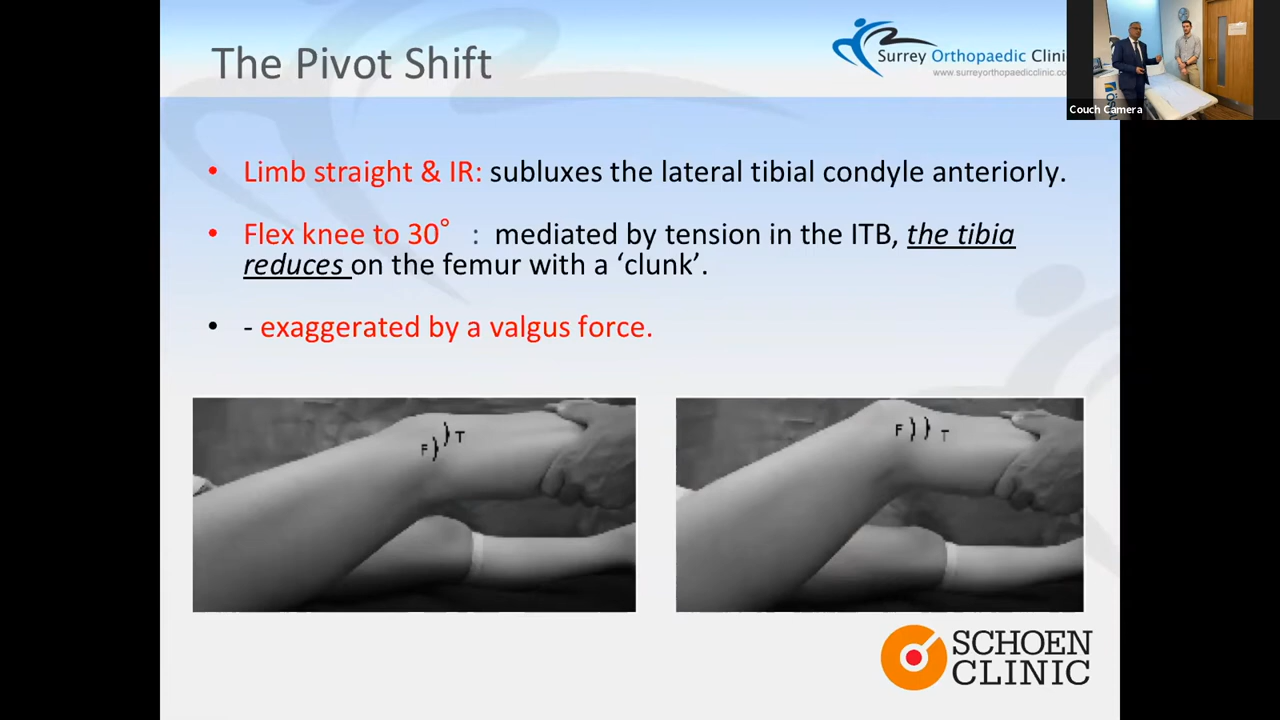 The Pivot Shift
Surrey Orthopaedic Clini
www.surreyorthopaedicclinic.co
Couch Camera
• Limb straight & IR: subluxes the lateral tibial condyle anteriorly.
• Flex knee to 30° : mediated by tension in the ITB, the tibia
reduces on the femur with a ‘clunk’.
• - exaggerated by a valgus force.
F T
F T
SCHOEN
CLINIC